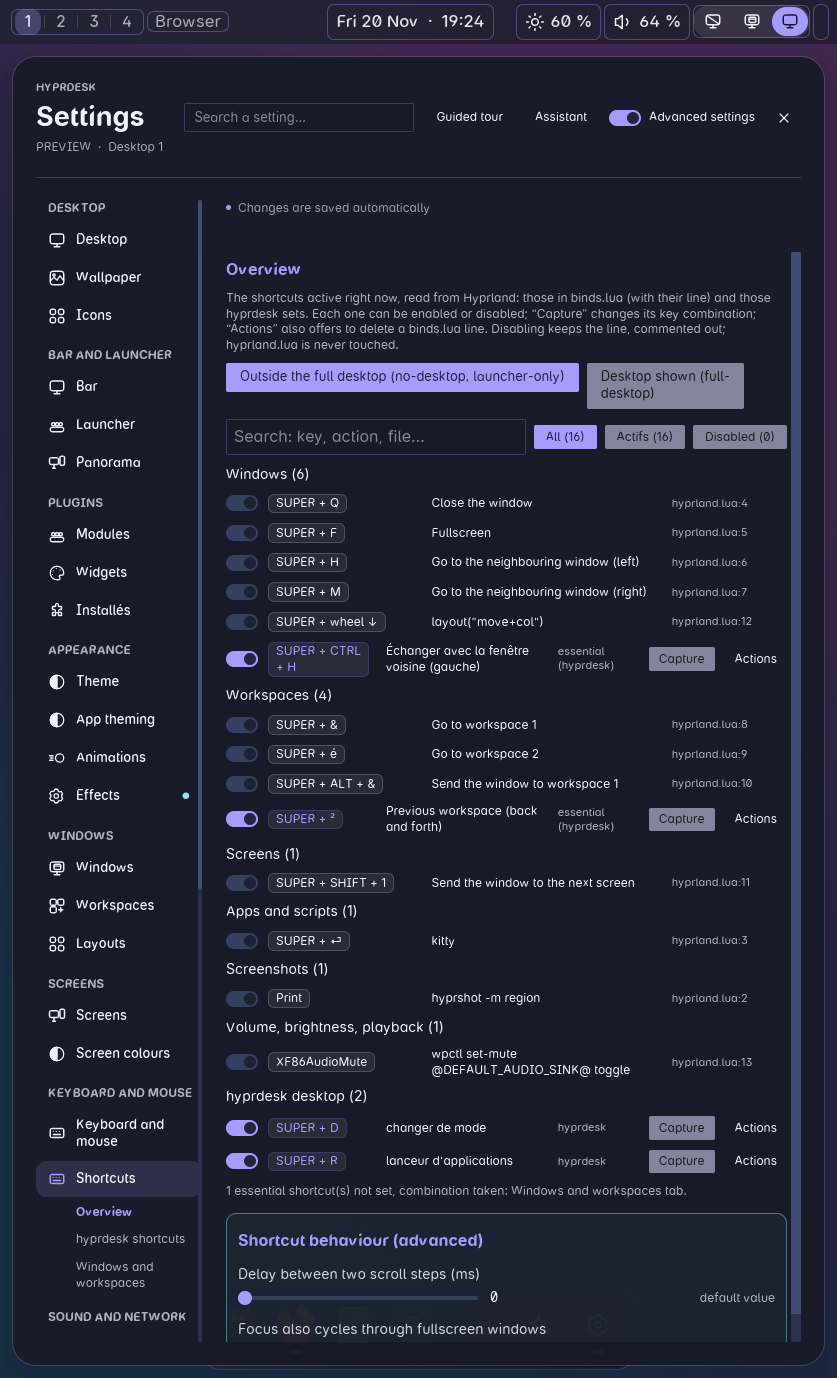 1 2 3 4 Browser Fri 20 Nov · 19:24 60 % 64 %
HYPRDESK
Settings
PREVIEW · Desktop 1
Search a setting...
Guided tour
Assistant
Advanced settings
×
DESKTOP
Desktop
Wallpaper
Icons
BAR AND LAUNCHER
Bar
Launcher
Panorama
PLUGINS
Modules
Widgets
Installés
APPEARANCE
Theme
App theming
Animations
Effects
WINDOWS
Windows
Workspaces
Layouts
SCREENS
Screens
Screen colours
KEYBOARD AND MOUSE
Keyboard and
mouse
Shortcuts
Overview
hyprdesk shortcuts
Windows and
workspaces
SOUND AND NETWORK
Changes are saved automatically
Overview
The shortcuts active right now, read from Hyprland: those in binds.lua (with their line) and those
hyprdesk sets. Each one can be enabled or disabled; “Capture” changes its key combination;
“Actions” also offers to delete a binds.lua line. Disabling keeps the line, commented out;
hyprland.lua is never touched.
Outside the full desktop (no-desktop, launcher-only)
Desktop shown (full-
desktop)
Search: key, action, file...
All (16)
Actifs (16)
Disabled (0)
Windows (6)
SUPER + Q Close the window hyprland.lua:4
SUPER + F Fullscreen hyprland.lua:5
SUPER + H Go to the neighbouring window (left) hyprland.lua:6
SUPER + M Go to the neighbouring window (right) hyprland.lua:7
SUPER + wheel ↓ layout("move+col") hyprland.lua:12
SUPER + CTRL
+ H
Échanger avec la fenêtre
voisine (gauche)
essential
(hyprdesk)
Capture
Actions
Workspaces (4)
SUPER + & Go to workspace 1 hyprland.lua:8
SUPER + é Go to workspace 2 hyprland.lua:9
SUPER + ALT + & Send the window to workspace 1 hyprland.lua:10
SUPER + ²
Previous workspace (back
and forth)
essential
(hyprdesk)
Capture
Actions
Screens (1)
SUPER + SHIFT + 1 Send the window to the next screen hyprland.lua:11
Apps and scripts (1)
SUPER + ⏎ kitty hyprland.lua:3
Screenshots (1)
Print hyprshot -m region hyprland.lua:2
Volume, brightness, playback (1)
XF86AudioMute
wpctl set-mute
@DEFAULT_AUDIO_SINK@ toggle
hyprland.lua:13
hyprdesk desktop (2)
SUPER + D changer de mode hyprdesk Capture Actions
SUPER + R lanceur d'applications hyprdesk Capture Actions
1 essential shortcut(s) not set, combination taken: Windows and workspaces tab.
Shortcut behaviour (advanced)
Delay between two scroll steps (ms)
0 default value
Focus also cycles through fullscreen windows